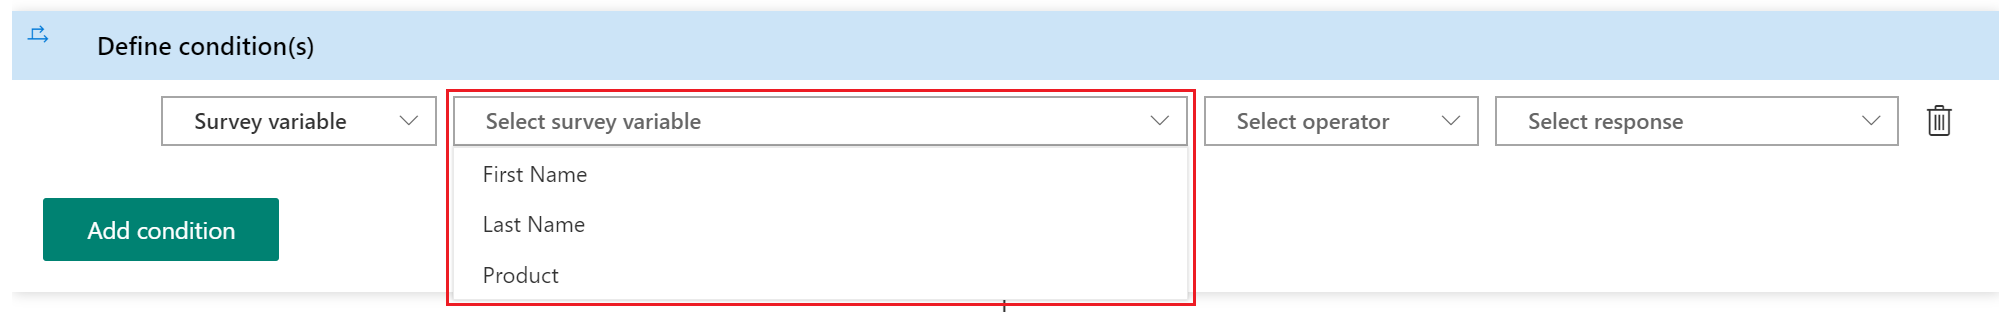 Define condition(s)
Survey variable
Select survey variable
Select operator
Select response
First Name
Last Name
Product
Add condition